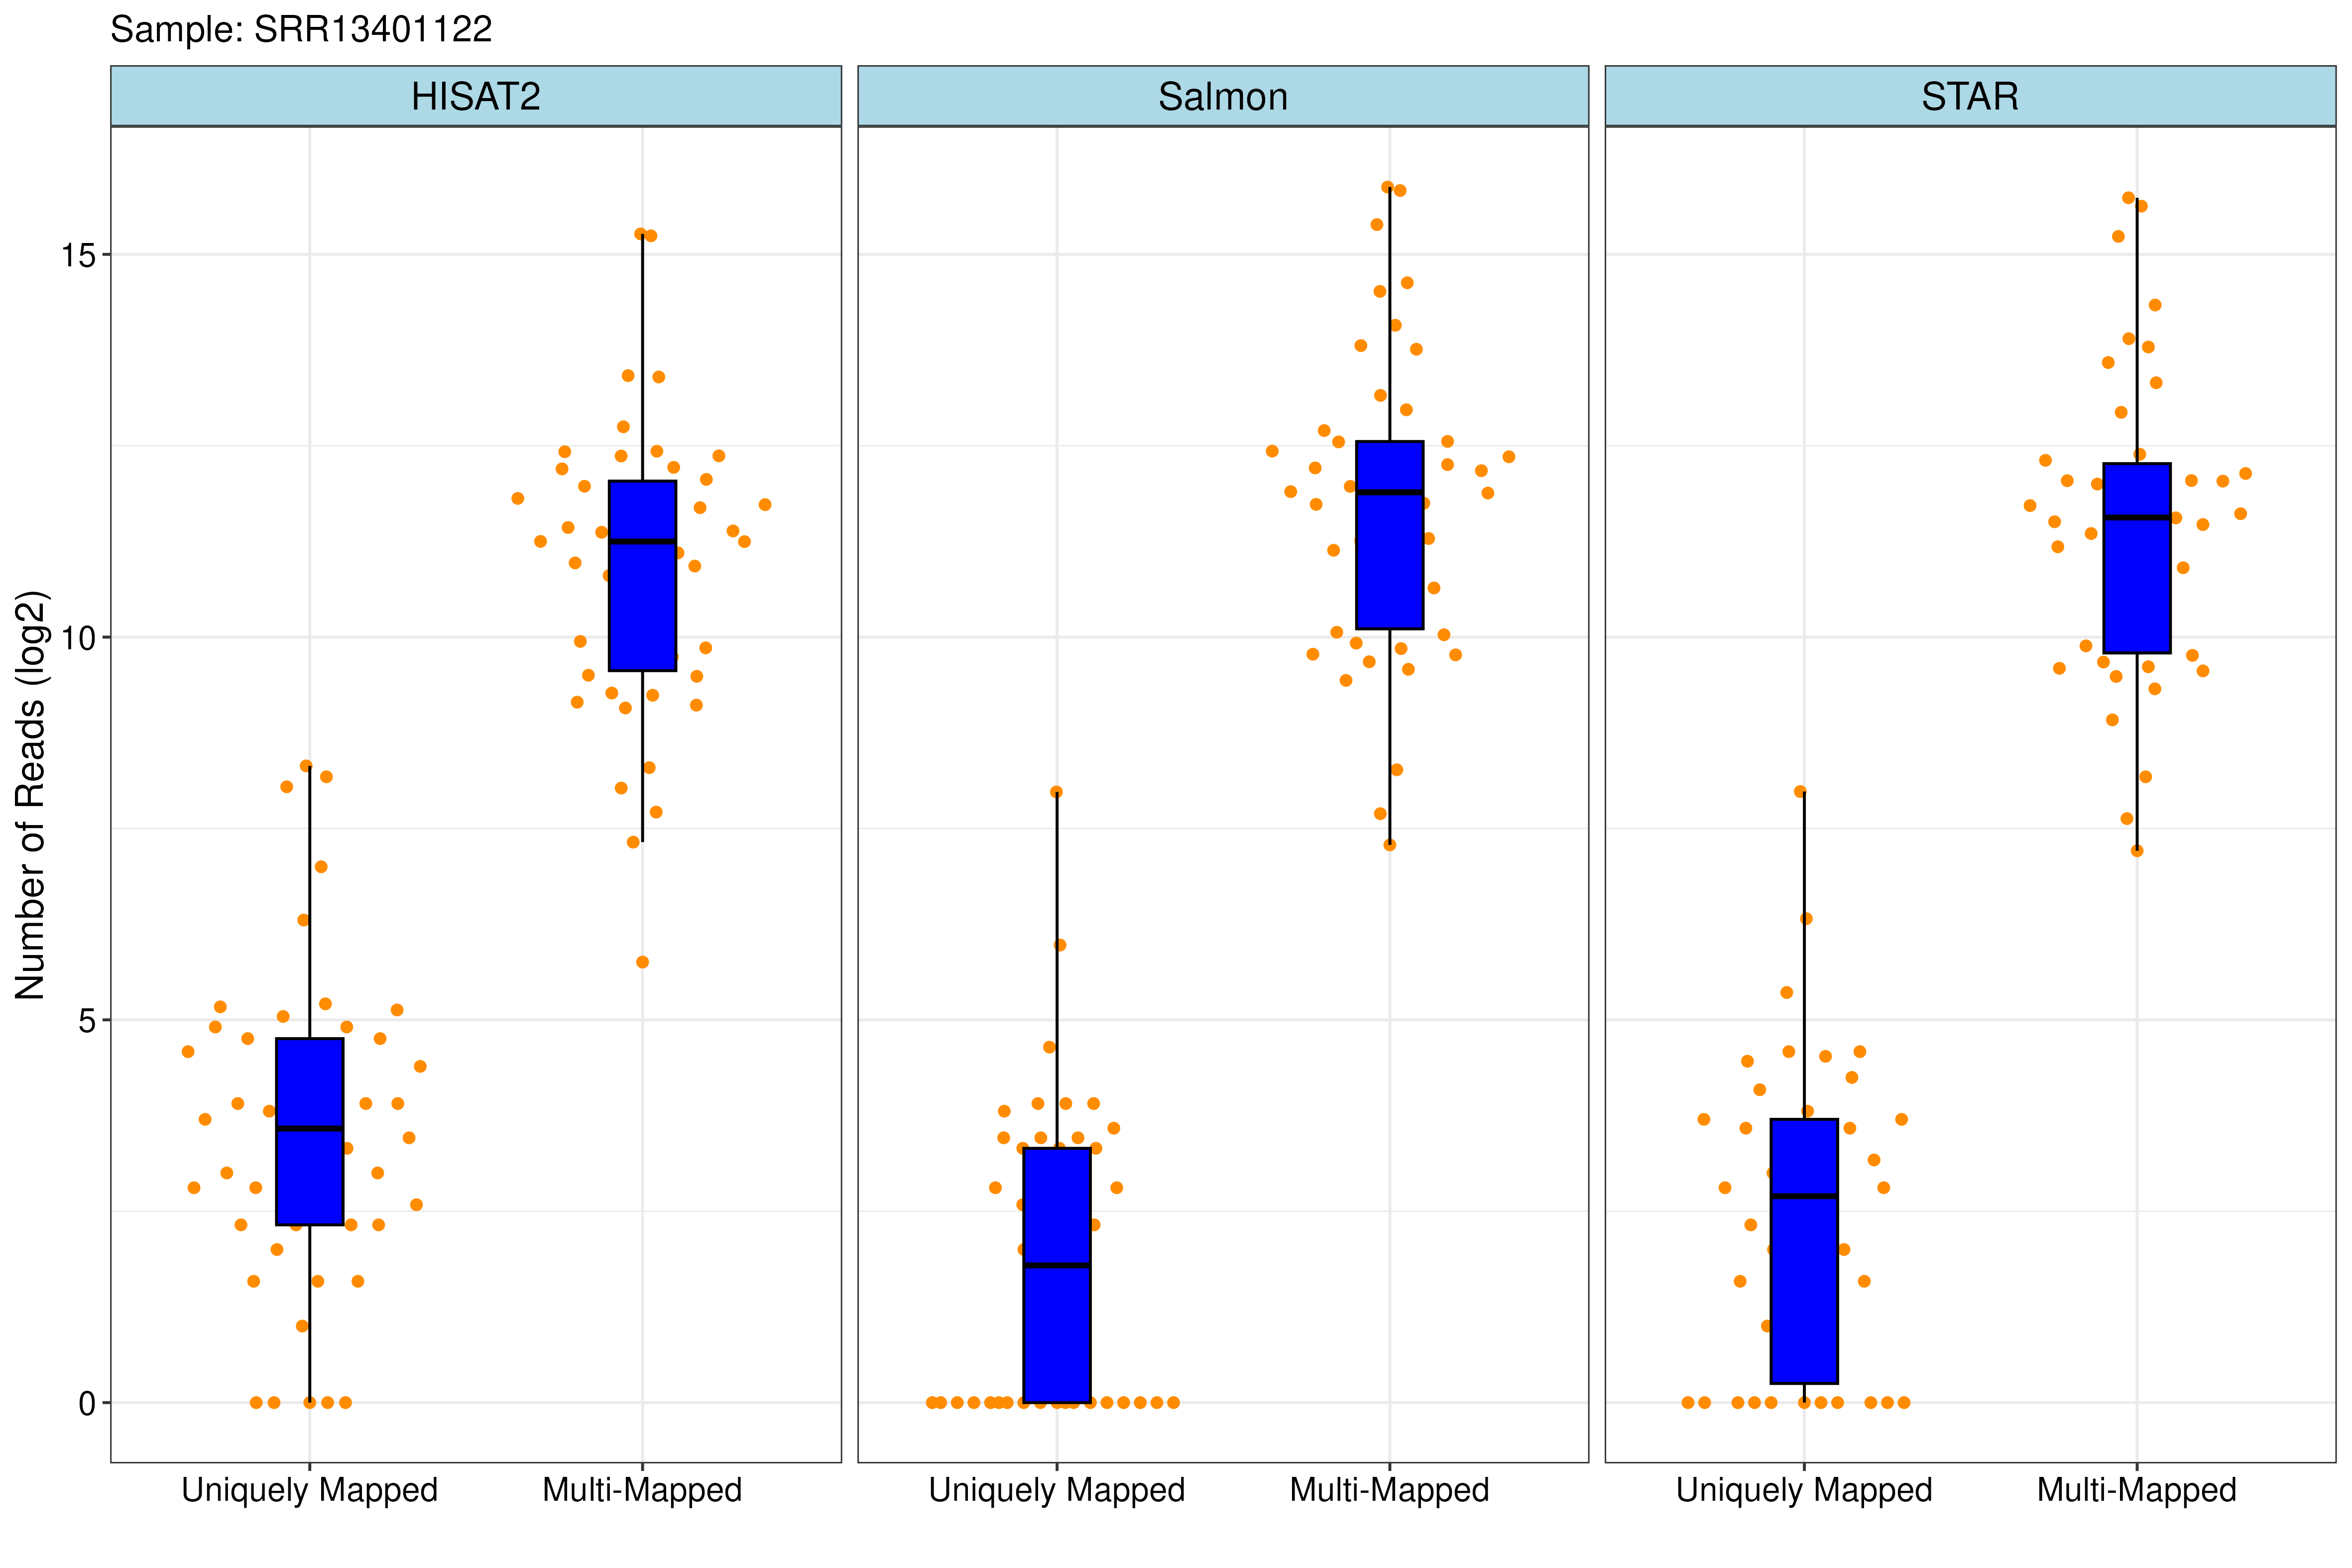 Sample: SRR13401122
HISAT2
Salmon
STAR
Number of Reads (log2)
15
10
5
0
Uniquely Mapped
Multi-Mapped
Uniquely Mapped
Multi-Mapped
Uniquely Mapped
Multi-Mapped